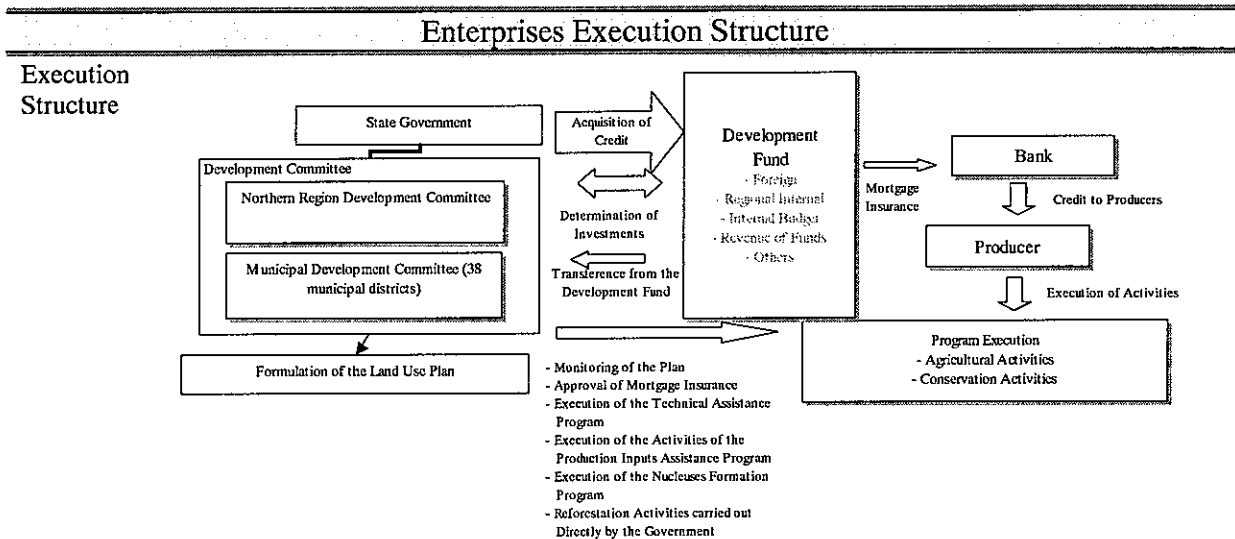 Enterprises Execution Structure
Execution
Structure
State Government
Development Committee
Northern Region Development Committee
Municipal Development Committee (38
municipal districts)
Formulation of the Land Use Plan
Acquisition of
Credit
Determination of
Investments
Transference from the
Development Fund
- Monitoring of the Plan
- Approval of Mortgage Insurance
- Execution of the Technical Assistance
Program
- Execution of the Activities of the
Production Inputs Assistance Program
- Execution of the Nucleuses Formation
Program
- Reforestation Activities carried out
Directly by the Government
Development
Fund
- Foreign
- Regional Internal
- Internal Budget
- Revenue of Funds
- Others
Mortgage
Insurance
Bank
Credit to Producers
Producer
Execution of Activities
Program Execution
- Agricultural Activities
- Conservation Activities